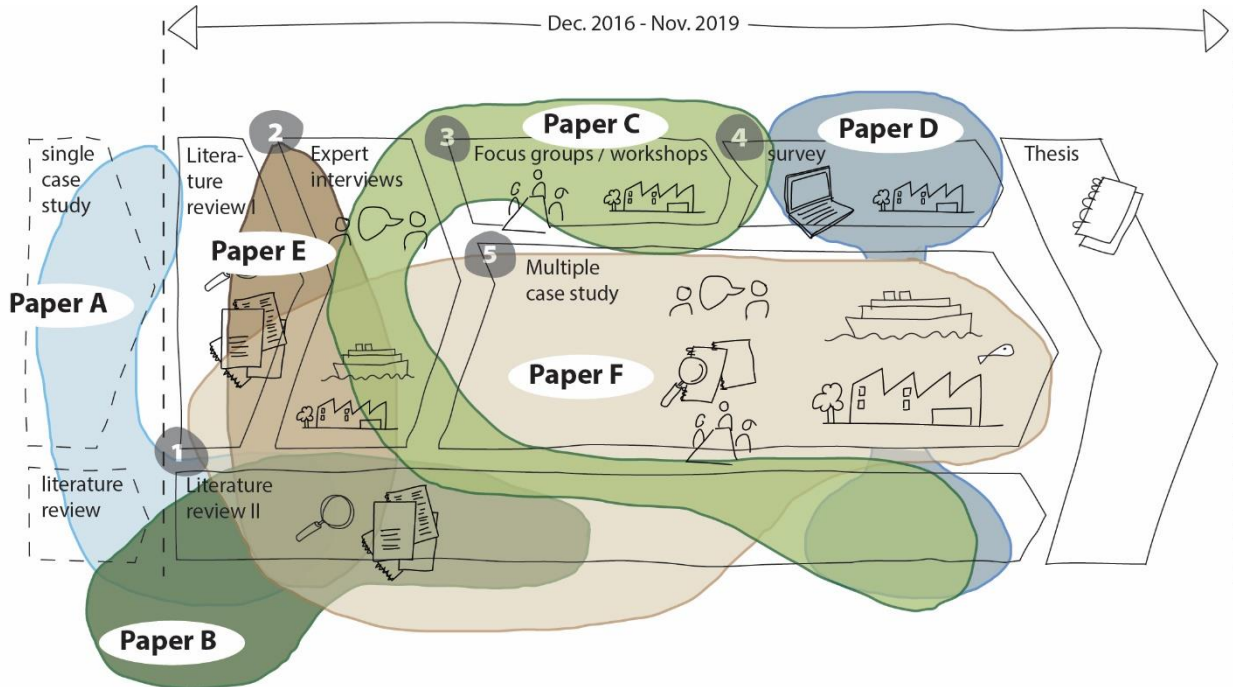 Dec. 2016 - Nov. 2019
2
3
Paper C
4
Paper D
single
case
study
Litera-
ture
review I
Expert
interviews
Focus groups / workshops
survey
Thesis
Paper E
5
Multiple
case study
Paper A
Paper F
1
literature
review
Literature
review II
Paper B